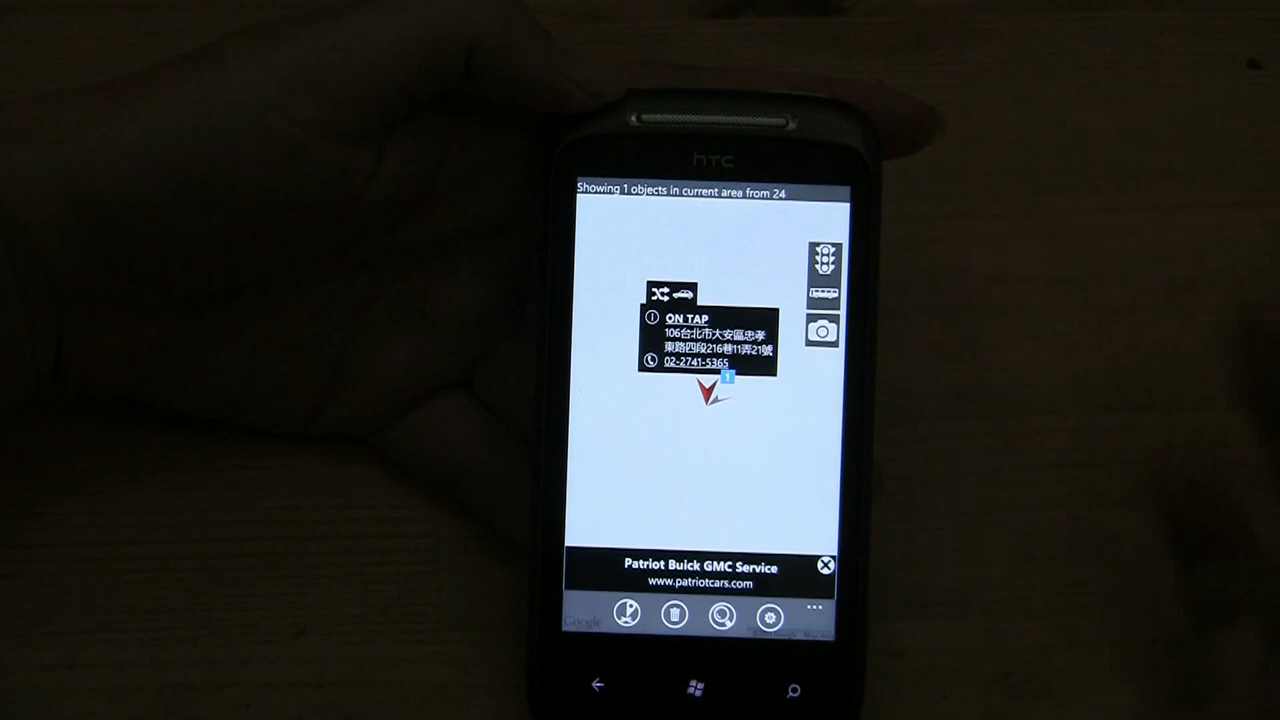 htc
Showing 1 objects in current area from 24
ON TAP
106台北市大安區忠孝
東路四段216巷11弄21號
02-2741-5365
1
Patriot Buick GMC Service
www.patriotcars.com
Google